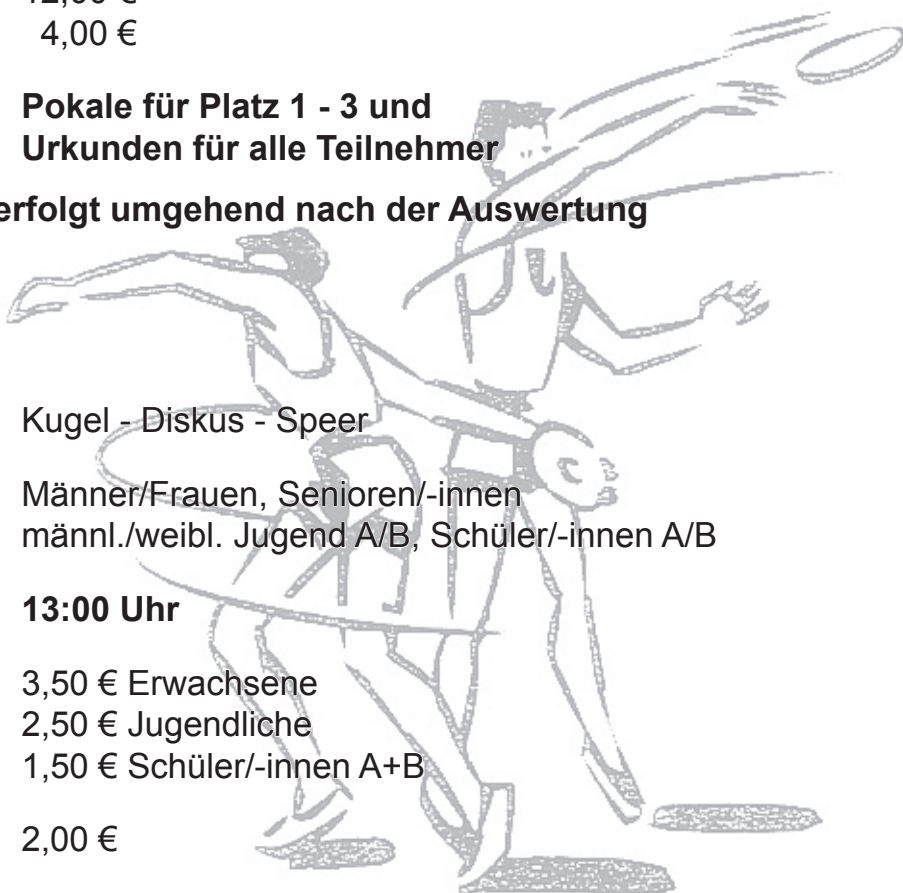 4,00 €
Pokale für Platz 1 - 3 und
Urkunden für alle Teilnehmer
erfolgt umgehend nach der Auswertung
Kugel - Diskus - Speer
Männer/Frauen, Senioren/-innen
männl./weibl. Jugend A/B, Schüler/-innen A/B
13:00 Uhr
3,50 € Erwachsene
2,50 € Jugendliche
1,50 € Schüler/-innen A+B
2,00 €